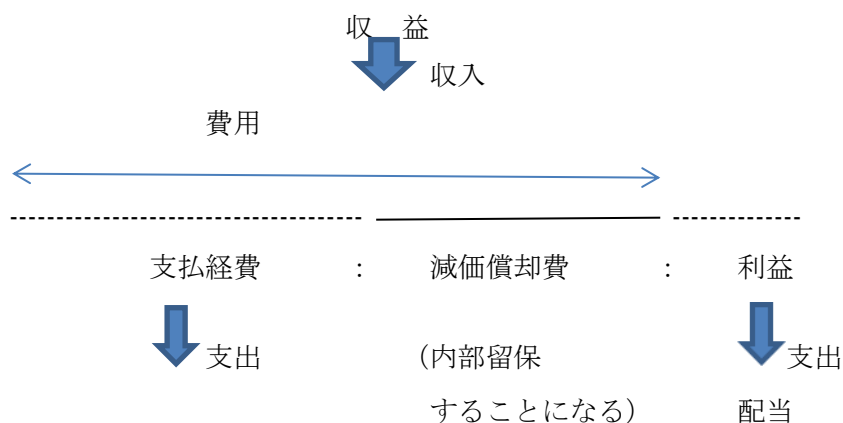 収　益
収入
費用
支払経費　：　減価償却費　：　利益
支出　（内部留保　支出
することになる）　配当